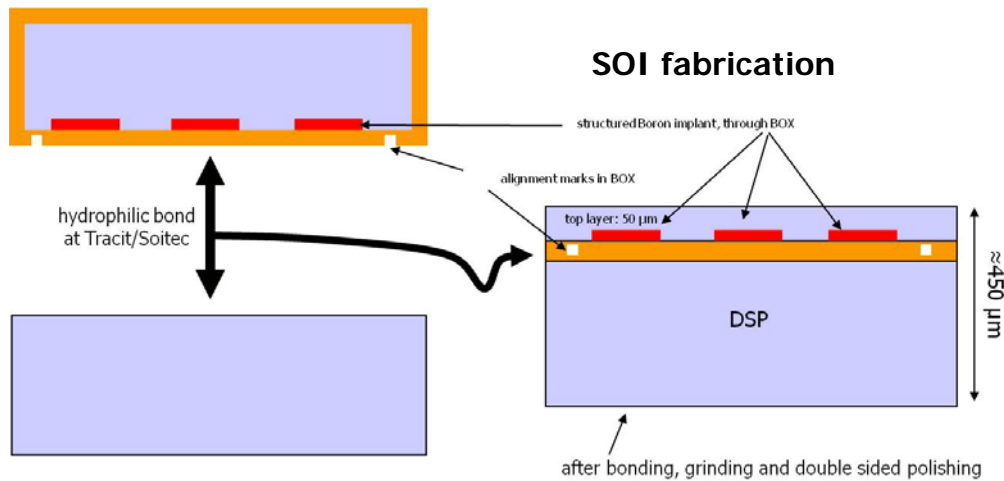 SOI fabrication
structured Boron implant, through BOX
alignment marks in BOX
hydrophilic bond
at Tracit/Soitec
top layer: 50 µm
DSP
≈450 µm
after bonding, grinding and double sided polishing